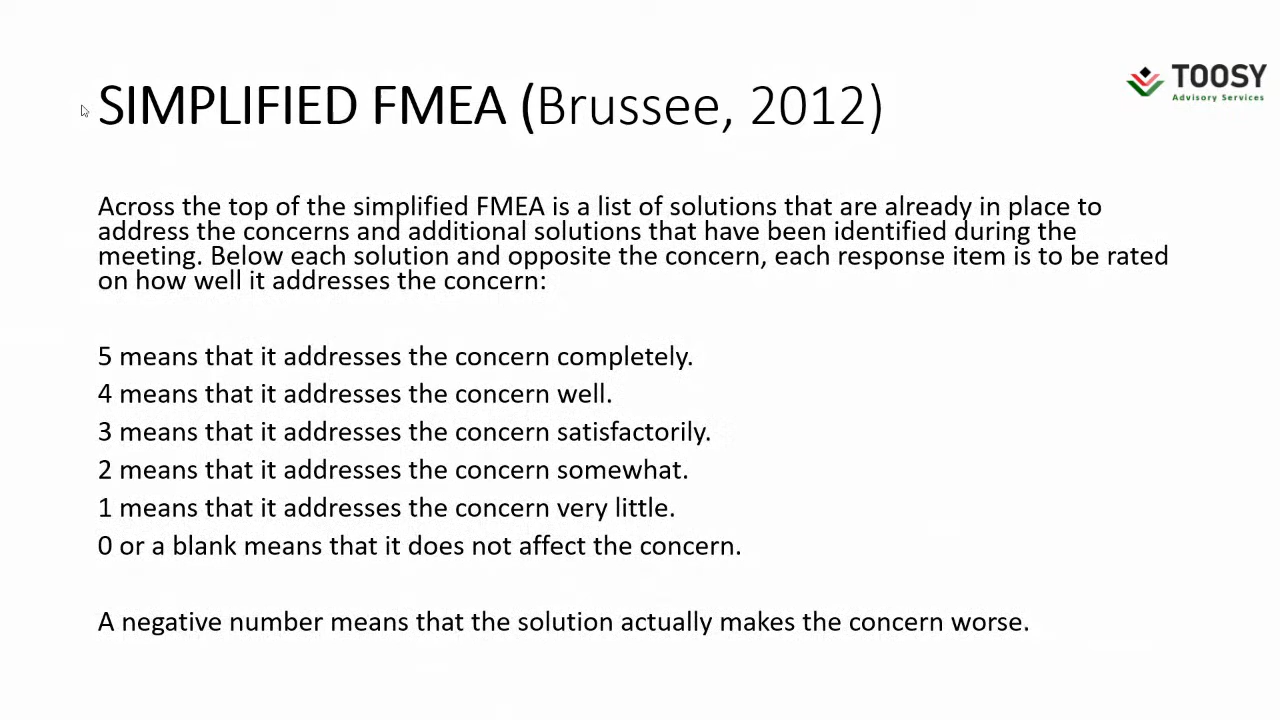 TOOSY
Advisory Services
SIMPLIFIED FMEA (Brussee, 2012)
Across the top of the simplified FMEA is a list of solutions that are already in place to
address the concerns and additional solutions that have been identified during the
meeting. Below each solution and opposite the concern, each response item is to be rated
on how well it addresses the concern:
5 means that it addresses the concern completely.
4 means that it addresses the concern well.
3 means that it addresses the concern satisfactorily.
2 means that it addresses the concern somewhat.
1 means that it addresses the concern very little.
0 or a blank means that it does not affect the concern.
A negative number means that the solution actually makes the concern worse.